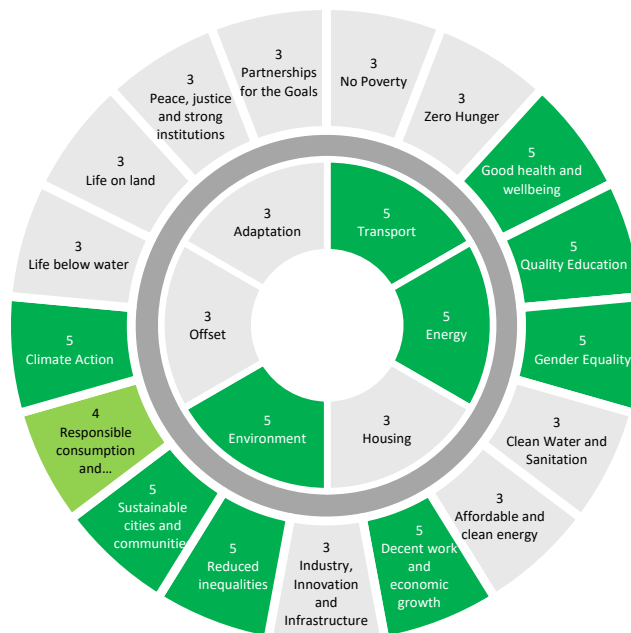 3
No Poverty
3
Zero Hunger
5
Good health and
wellbeing
5
Quality Education
5
Gender Equality
3
Clean Water and
Sanitation
3
Affordable and
clean energy
5
Decent work
and
economic
growth
3
Industry,
Innovation
and
Infrastructure
5
Reduced
inequalities
5
Sustainable
cities and
communities
4
Responsible
consumption
and...
5
Climate Action
3
Life below water
3
Life on land
3
Peace, justice
and strong
institutions
3
Partnerships
for the Goals
5
Transport
5
Energy
3
Housing
5
Environment
3
Offset
3
Adaptation